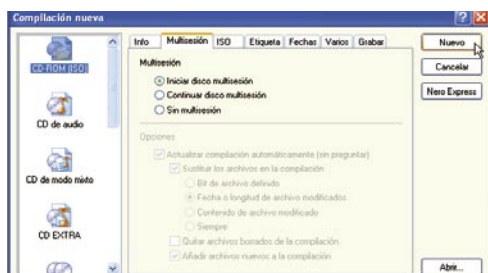 Compilación nueva
Info Multisesión ISO Etiqueta Fechas Varios Grabar
Nuevo
Cancelar
Nero Express
CD-ROM (ISO)
CD de audio
CD de modo mixto
CD EXTRA
Multisesión
Iniciar disco multisesión
Continuar disco multisesión
Sin multisesión
Opciones
Actualizar compilación automáticamente (sin preguntar)
Sustituir los archivos en la compilación
Bit de archivo definido
Fecha o longitud de archivo modificados
Contenido de archivo modificado
Siempre
Quitar archivos borrados de la compilación
Añadir archivos nuevos a la compilación
Abrir...